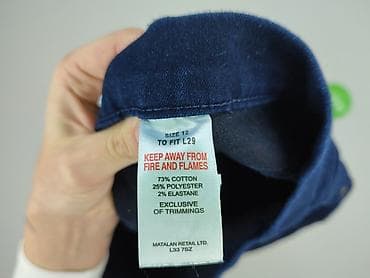 SIZE 12
TO FIT L29
KEEP AWAY FROM
FIRE AND FLAMES
73% COTTON
25% POLYESTER
2% ELASTANE
EXCLUSIVE
OF TRIMMINGS
MATALAN RETAIL LTD.
L33 7SZ